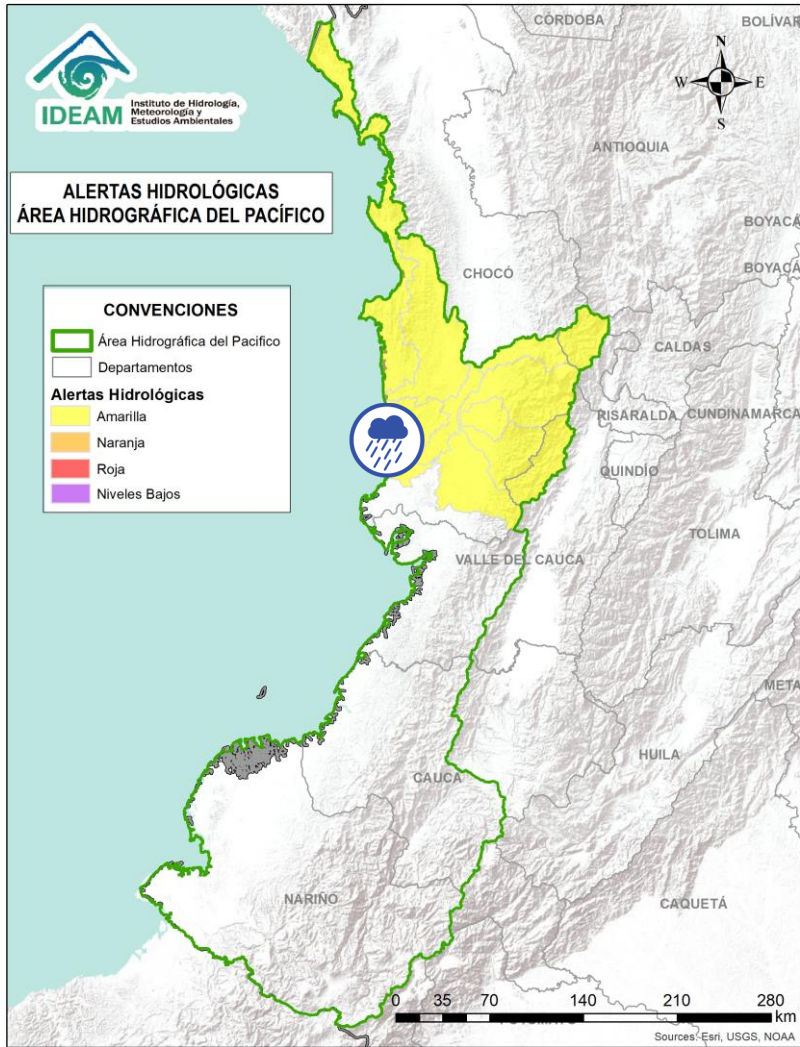 IDEAM
Instituto de Hidrología,
Meteorología y
Estudios Ambientales
ALERTAS HIDROLÓGICAS
ÁREA HIDROGRÁFICA DEL PACÍFICO
CONVENCIONES
Área Hidrográfica del Pacifico
Departamentos
Alertas Hidrológicas
Amarilla
Naranja
Roja
Niveles Bajos
N
W E
S
CÓRDOBA
BOLÍVAR
ANTIOQUIA
BOYACÁ
CHOCÓ
BOYACÁ
CALDAS
RISARALDA
CUNDINAMARCA
QUINDÍO
TOLIMA
VALLE DEL CAUCA
META
HUILA
CAUCA
NARIÑO
CAQUETÁ
0 35 70 140 210 280
km
Sources: Esri, USGS, NOAA